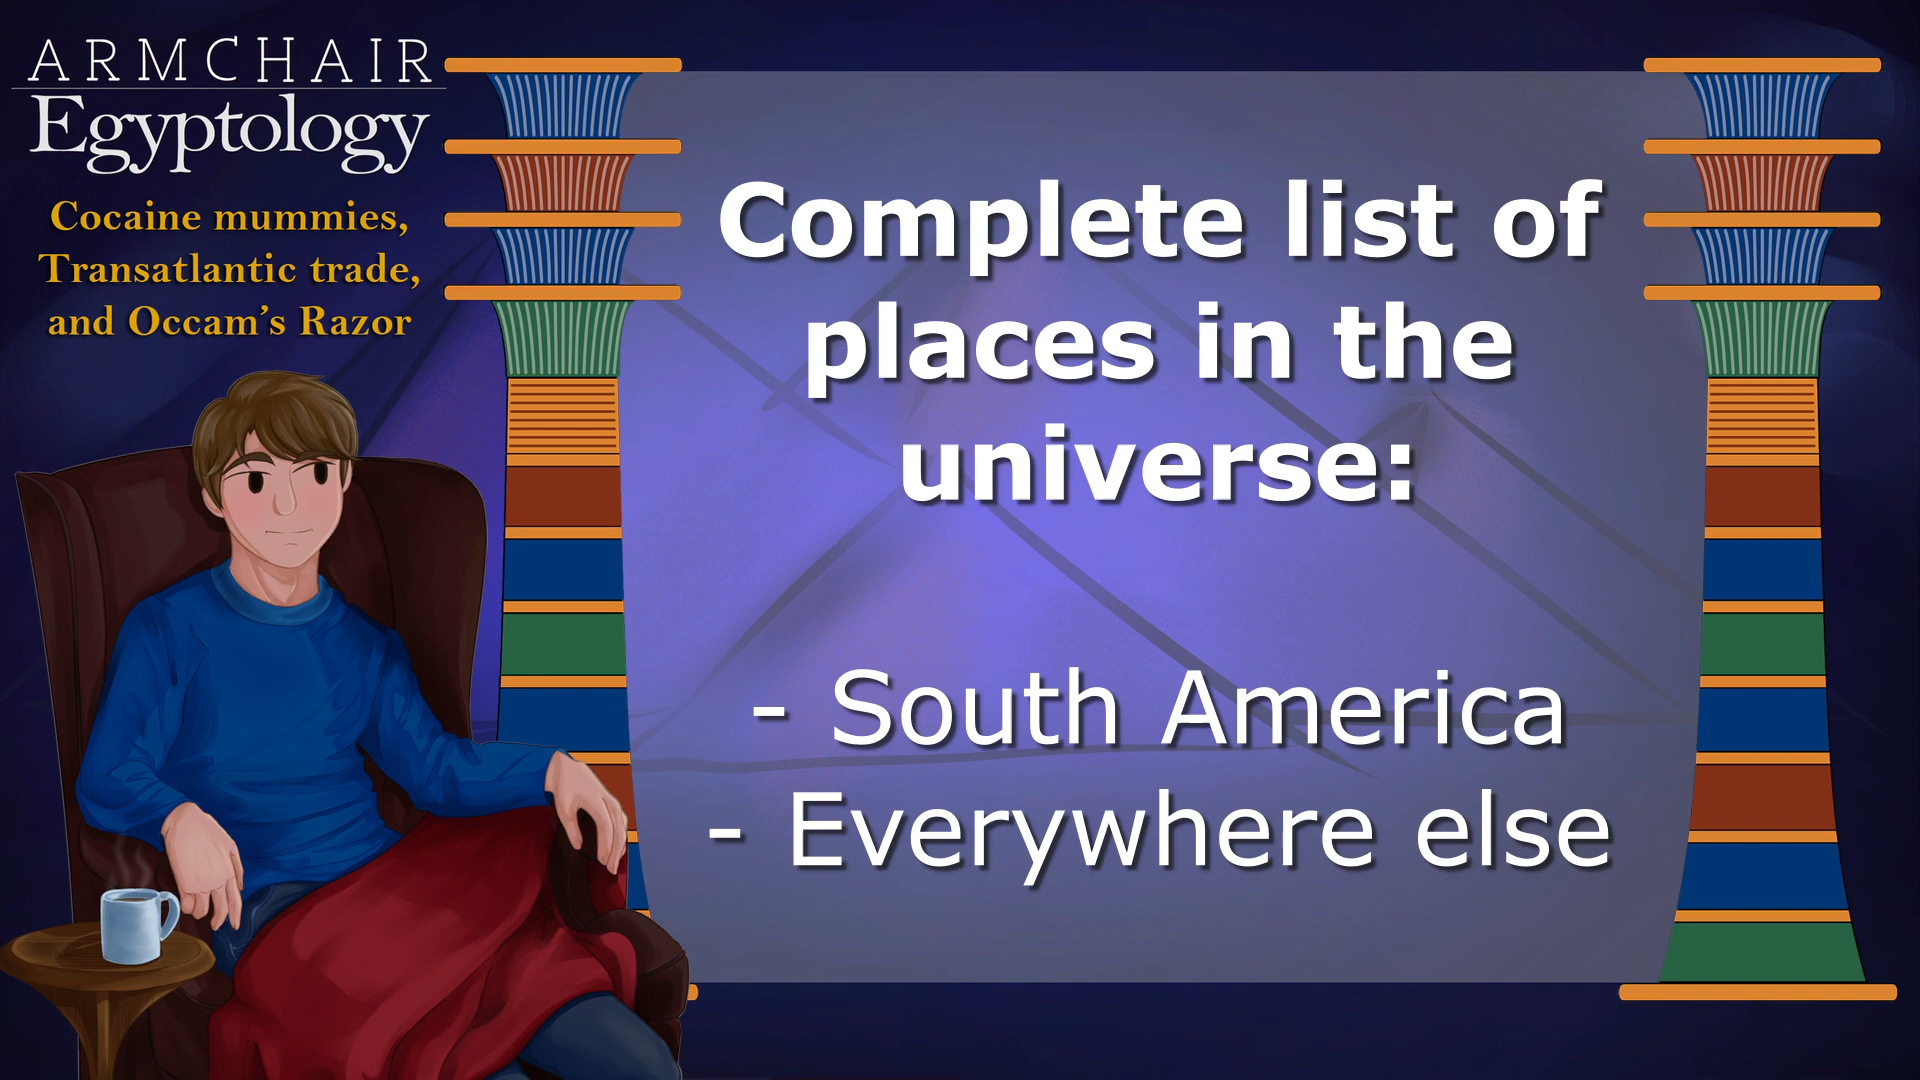 ARMCHAIR
Egyptology
Cocaine mummies,
Transatlantic trade,
and Occam’s Razor
Complete list of
places in the
universe:
- South America
- Everywhere else